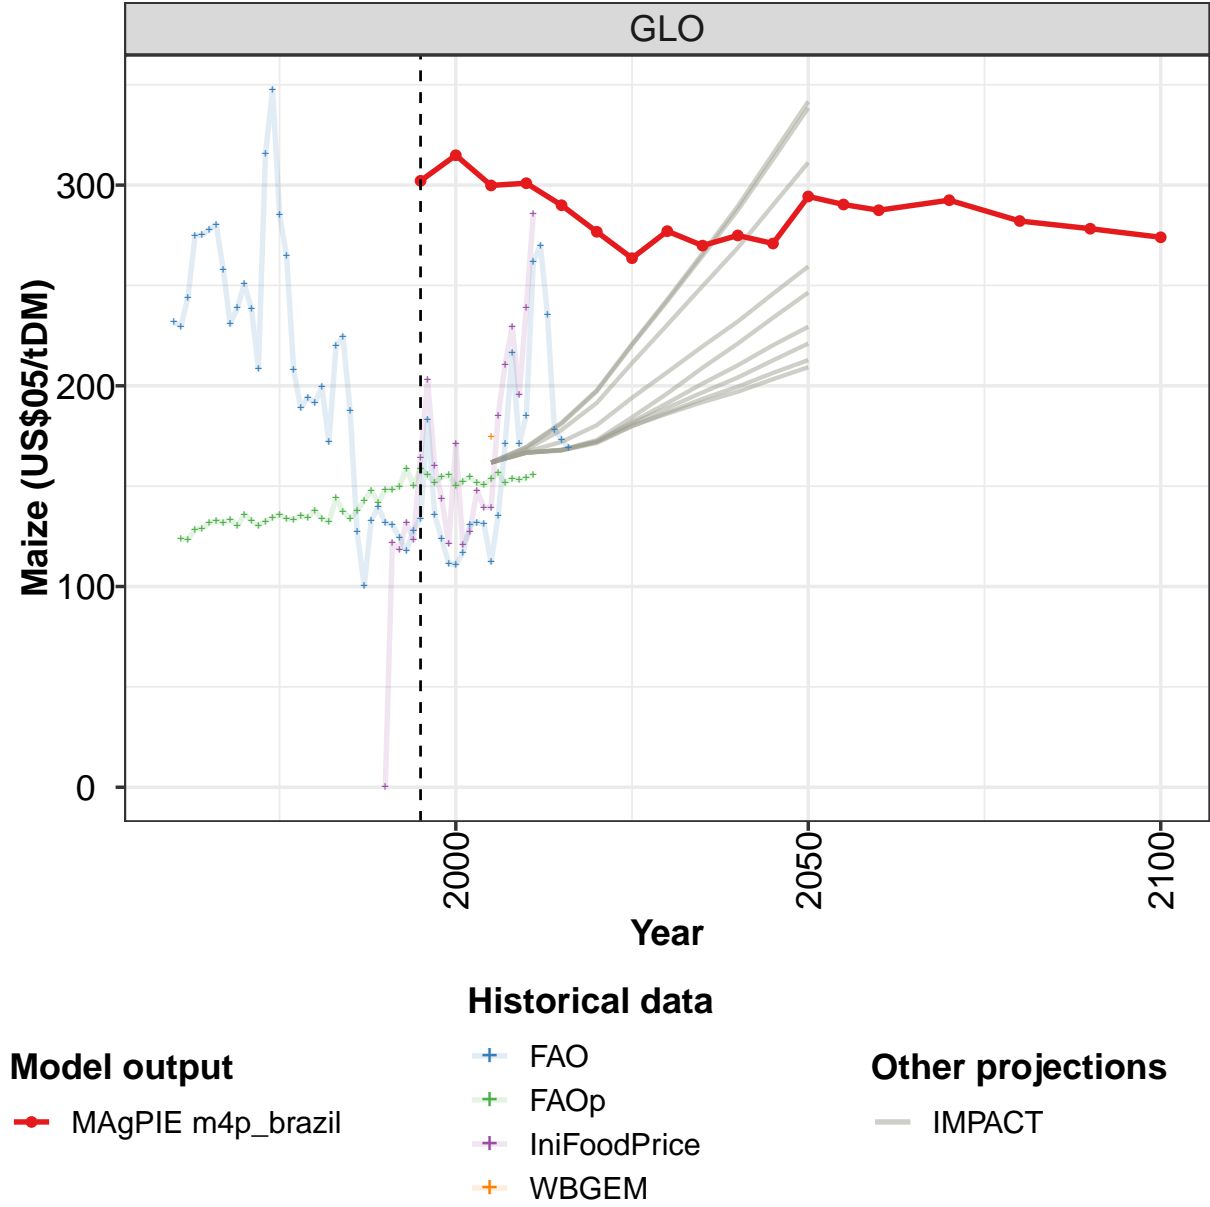 GLO
Maize (US$05/tDM)
300
200
100
0
2000
2050
2100
Year
Historical data
FAO
FAOp
IniFoodPrice
WBGEM
Model output
MAgPIE m4p_brazil
Other projections
IMPACT